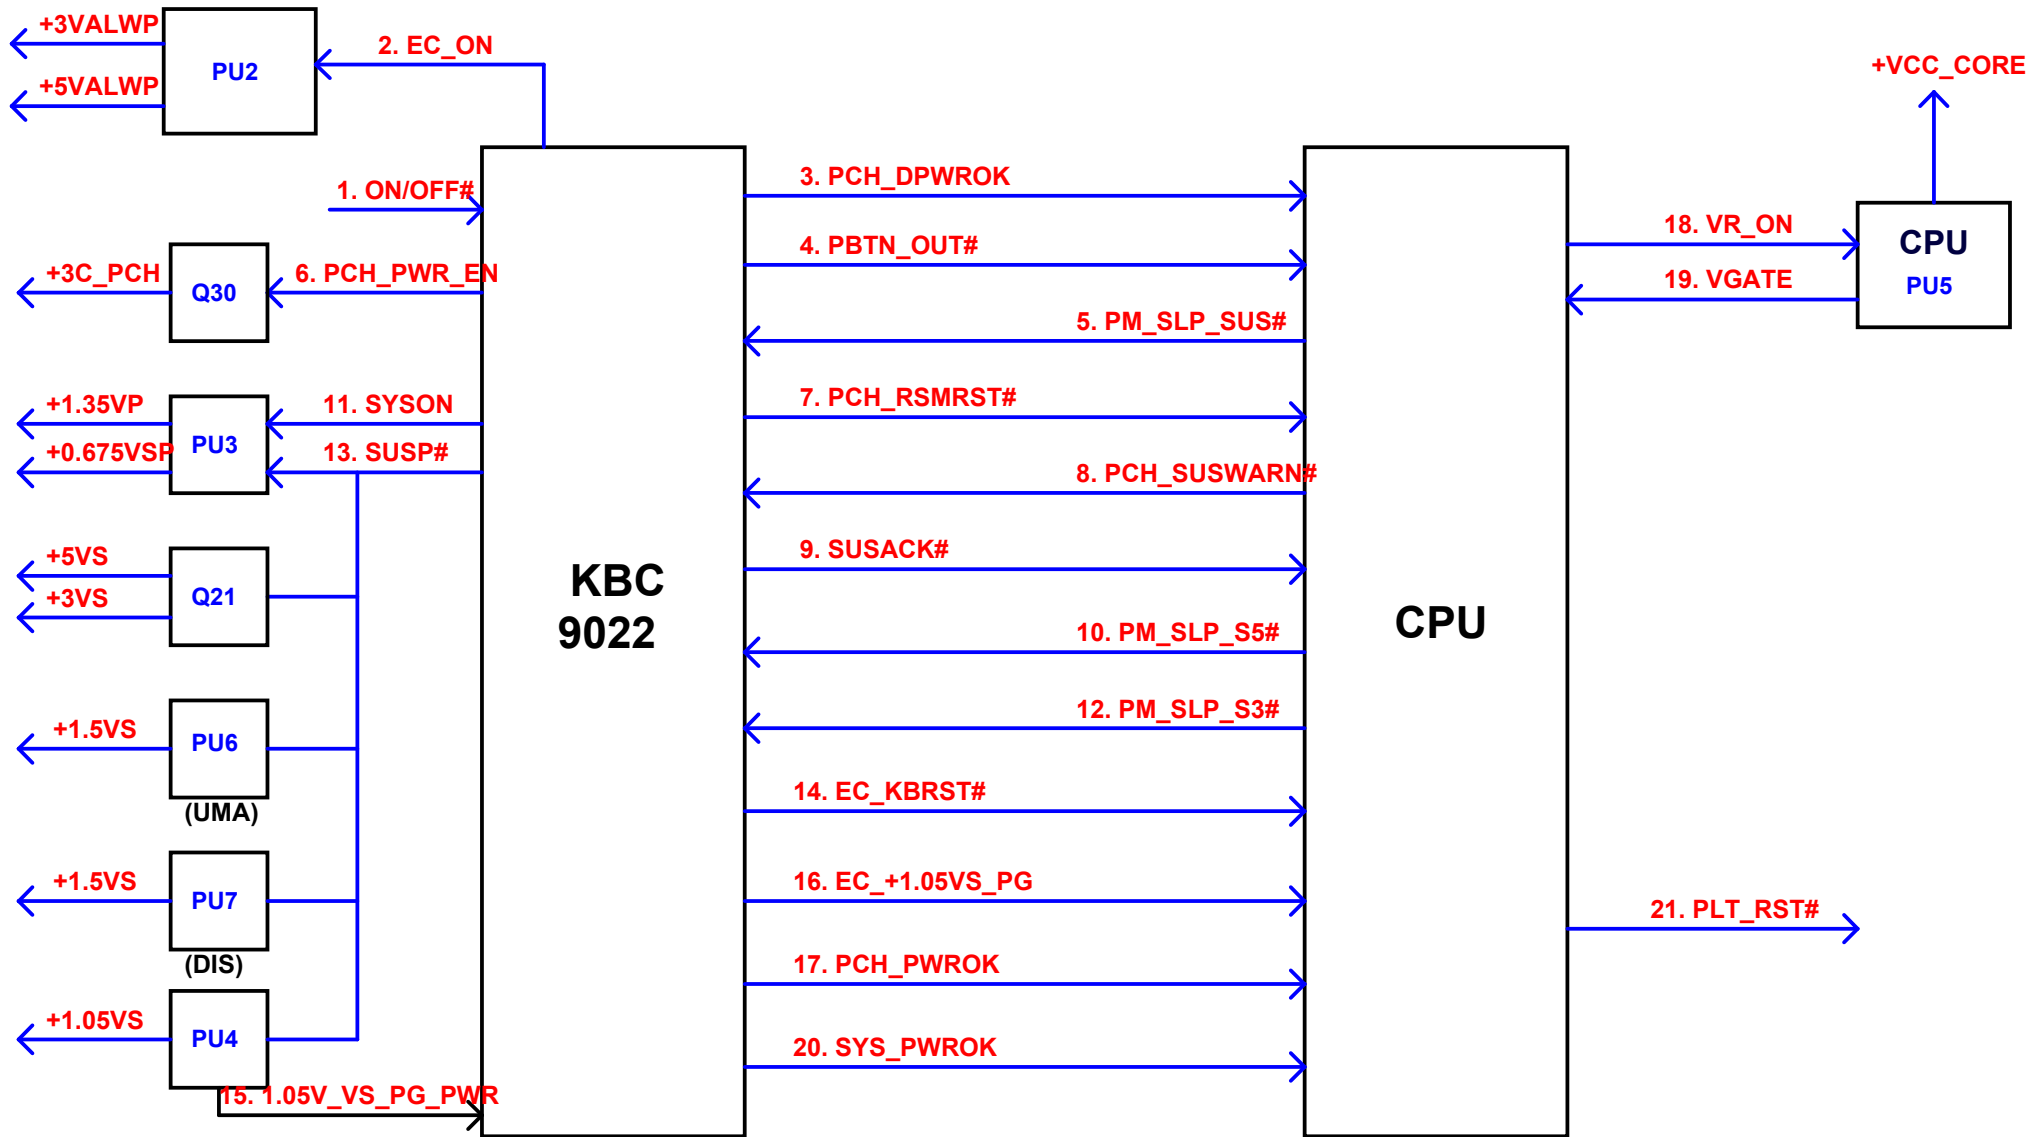 +3VALWP
+5VALWP
PU2
2. EC_ON
+VCC_CORE
1. ON/OFF#
3. PCH_DPWROK
4. PBTN_OUT#
18. VR_ON
19. VGATE
CPU
PU5
+3C_PCH
Q30
6. PCH_PWR_EN
5. PM_SLP_SUS#
+1.35VP
+0.675VSP
PU3
11. SYSON
13. SUSP#
7. PCH_RSMRST#
8. PCH_SUSWARN#
+5VS
+3VS
Q21
9. SUSACK#
KBC
9022
CPU
10. PM_SLP_S5#
+1.5VS
PU6
(UMA)
12. PM_SLP_S3#
14. EC_KBRST#
+1.5VS
PU7
(DIS)
16. EC_+1.05VS_PG
21. PLT_RST#
17. PCH_PWROK
+1.05VS
PU4
20. SYS_PWROK
15. 1.05V_VS_PG_PWR